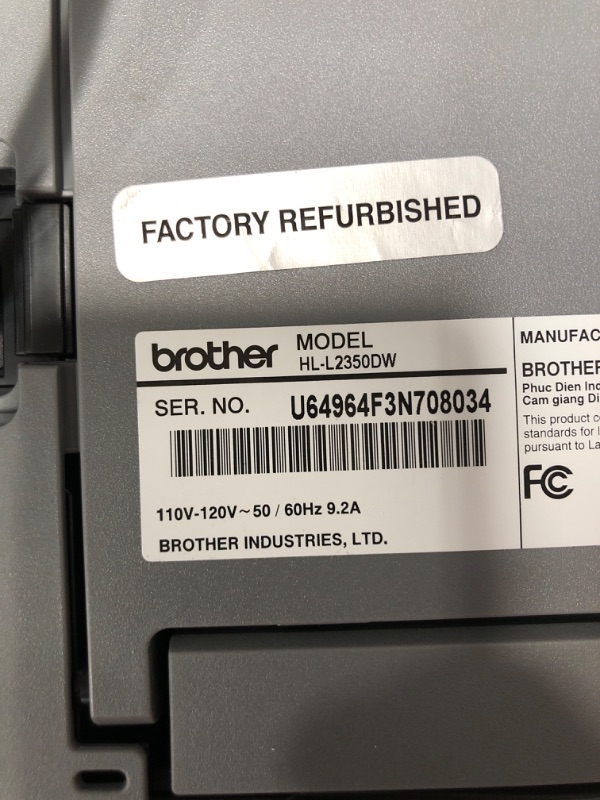 FACTORY REFURBISHED
brother MODEL
HL-L2350DW
SER. NO. U64964F3N708034
110V-120V~50 / 60Hz 9.2A
BROTHER INDUSTRIES, LTD.
MANUFAC
BROTHER
Phuc Dien Ind
Cam giang Di
This product co
standards for
pursuant to La
FC